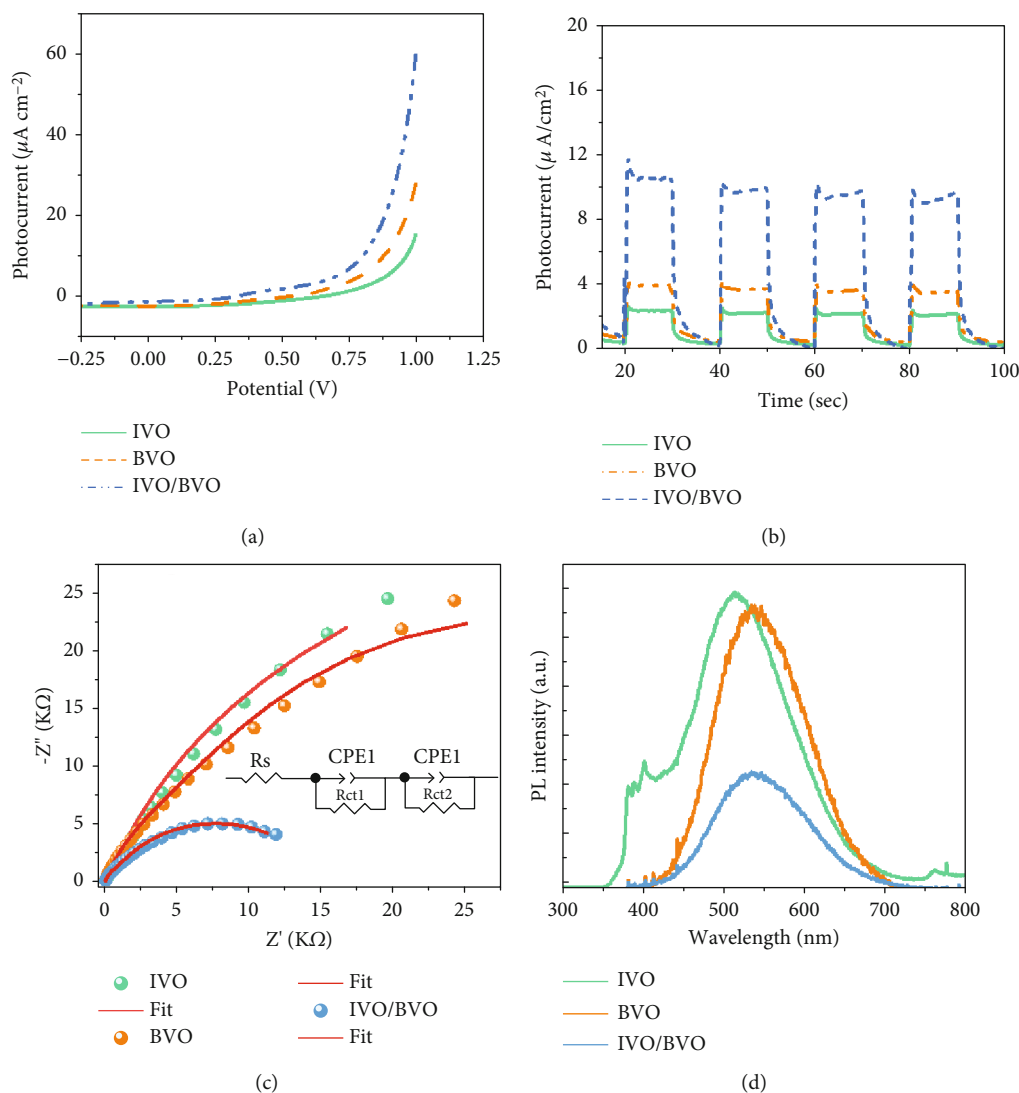 60
40
20
0
Photocurrent (μA cm−2)
−0.25 0.00 0.25 0.50 0.75 1.00 1.25
Potential (V)
IVO
BVO
IVO/BVO
(a)
20
16
12
8
4
0
Photocurrent (μ A/cm2)
20 40 60 80 100
Time (sec)
IVO
BVO
IVO/BVO
(b)
25
20
15
10
5
0
-Z" (KΩ)
Rs CPE1 CPE1
Rct1 Rct2
0 5 10 15 20 25
Z' (KΩ)
IVO Fit
Fit IVO/BVO
BVO Fit
(c)
PL intensity (a.u.)
300 400 500 600 700 800
Wavelength (nm)
IVO
BVO
IVO/BVO
(d)